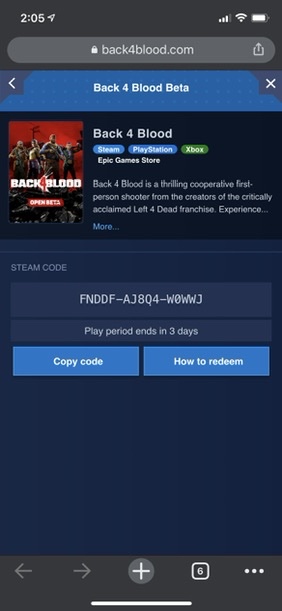 2:05
back4blood.com
Back 4 Blood Beta
BACK4BLOOD
OPEN BETA
Back 4 Blood
Steam PlayStation Xbox
Epic Games Store
Back 4 Blood is a thrilling cooperative first-
person shooter from the creators of the critically
acclaimed Left 4 Dead franchise. Experience...
More...
STEAM CODE
FNDDF-AJ8Q4-W0WWJ
Play period ends in 3 days
Copy code How to redeem
6